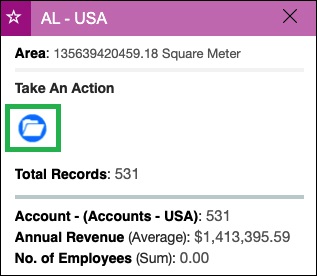 AL - USA
Area: 135639420459.18 Square Meter
Take An Action
Total Records: 531
Account - (Accounts - USA): 531
Annual Revenue (Average): $1,413,395.59
No. of Employees (Sum): 0.00